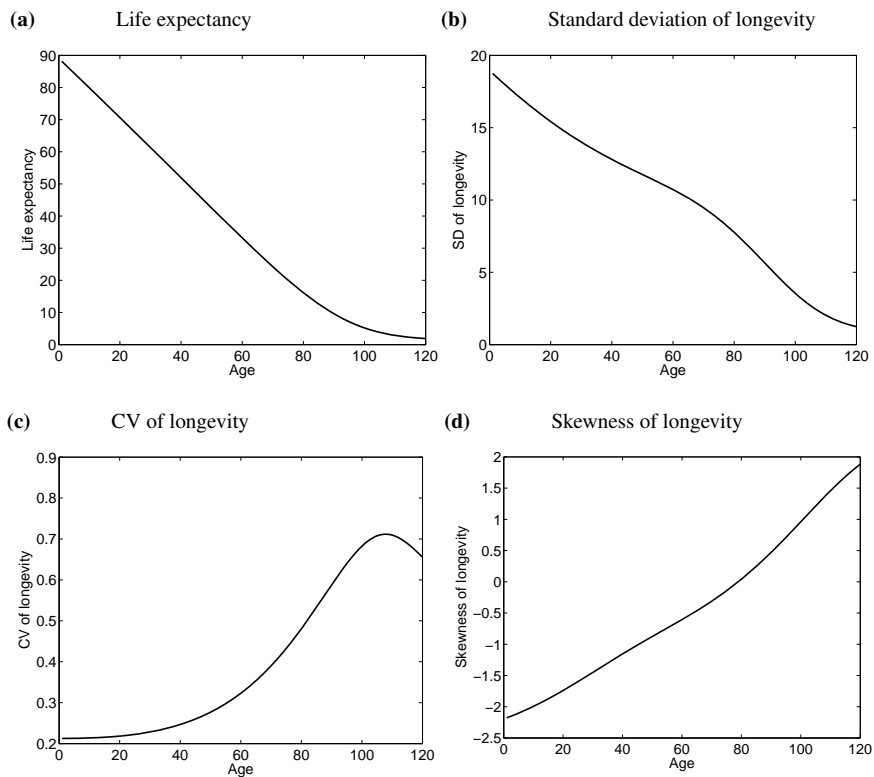 (a) Life expectancy
90
80
70
60
50
40
30
20
10
0
Life expectancy
0 20 40 60 80 100 120
Age
(b) Standard deviation of longevity
20
15
10
5
0
SD of longevity
0 20 40 60 80 100 120
Age
(c) CV of longevity
0.9
0.8
0.7
0.6
0.5
0.4
0.3
0.2
CV of longevity
0 20 40 60 80 100 120
Age
(d) Skewness of longevity
2
1.5
1
0.5
0
−0.5
−1
−1.5
−2
−2.5
Skewness of longevity
0 20 40 60 80 100 120
Age